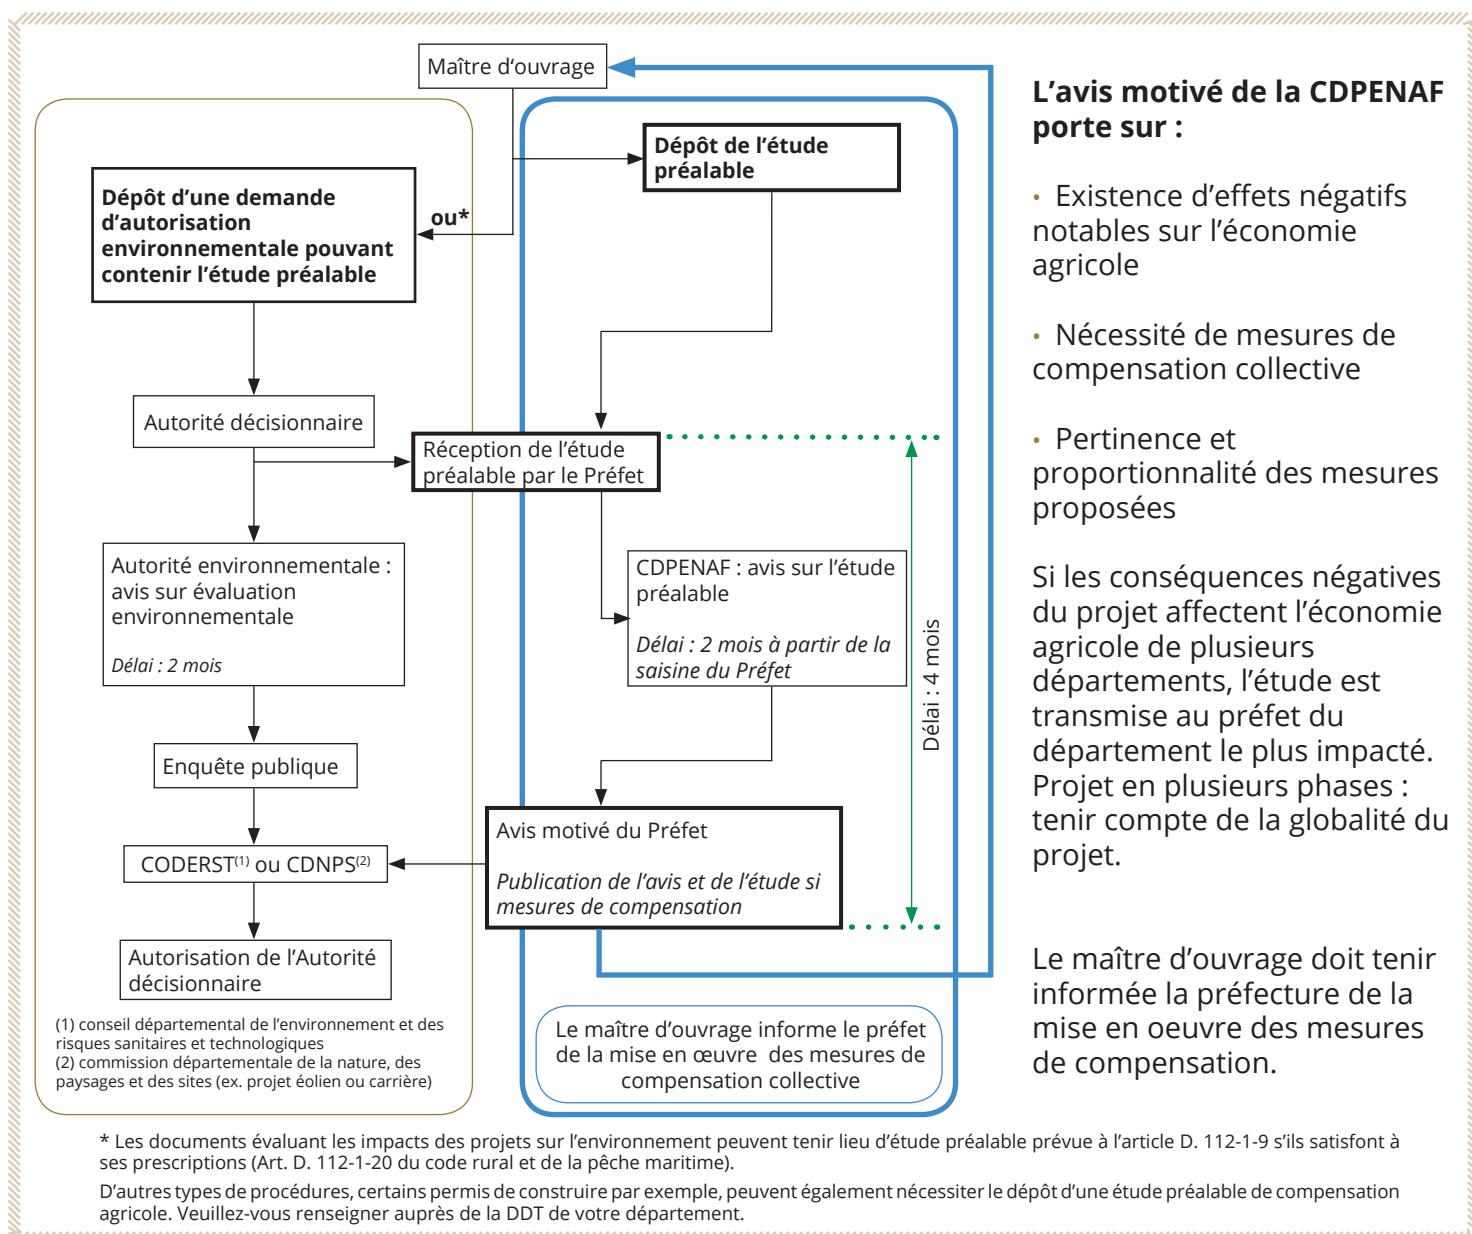 Maître d'ouvrage
Dépôt de l'étude
préalable
Dépôt d'une demande
d'autorisation
environnementale pouvant
contenir l'étude préalable
ou*
Autorité décisionnaire
Réception de l'étude
préalable par le Préfet
Autorité environnementale :
avis sur évaluation
environnementale
Délai : 2 mois
CDPENAF : avis sur l'étude
préalable
Délai : 2 mois à partir de la
saisine du Préfet
Délai : 4 mois
Enquête publique
Avis motivé du Préfet
Publication de l'avis et de l'étude si
mesures de compensation
CODERST(1) ou CDNPS(2)
Autorisation de l'Autorité
décisionnaire
(1) conseil départemental de l'environnement et des
risques sanitaires et technologiques
(2) commission départementale de la nature, des
paysages et des sites (ex. projet éolien ou carrière)
Le maître d'ouvrage informe le préfet
de la mise en œuvre des mesures de
compensation collective
L'avis motivé de la CDPENAF
porte sur :
• Existence d'effets négatifs
notables sur l'économie
agricole
• Nécessité de mesures de
compensation collective
• Pertinence et
proportionnalité des mesures
proposées
Si les conséquences négatives
du projet affectent l'économie
agricole de plusieurs
départements, l'étude est
transmise au préfet du
département le plus impacté.
Projet en plusieurs phases :
tenir compte de la globalité du
projet.
Le maître d'ouvrage doit tenir
informée la préfecture de la
mise en oeuvre des mesures
de compensation.
* Les documents évaluant les impacts des projets sur l'environnement peuvent tenir lieu d'étude préalable prévue à l'article D. 112-1-9 s'ils satisfont à
ses prescriptions (Art. D. 112-1-20 du code rural et de la pêche maritime).
D'autres types de procédures, certains permis de construire par exemple, peuvent également nécessiter le dépôt d'une étude préalable de compensation
agricole. Veuillez-vous renseigner auprès de la DDT de votre département.